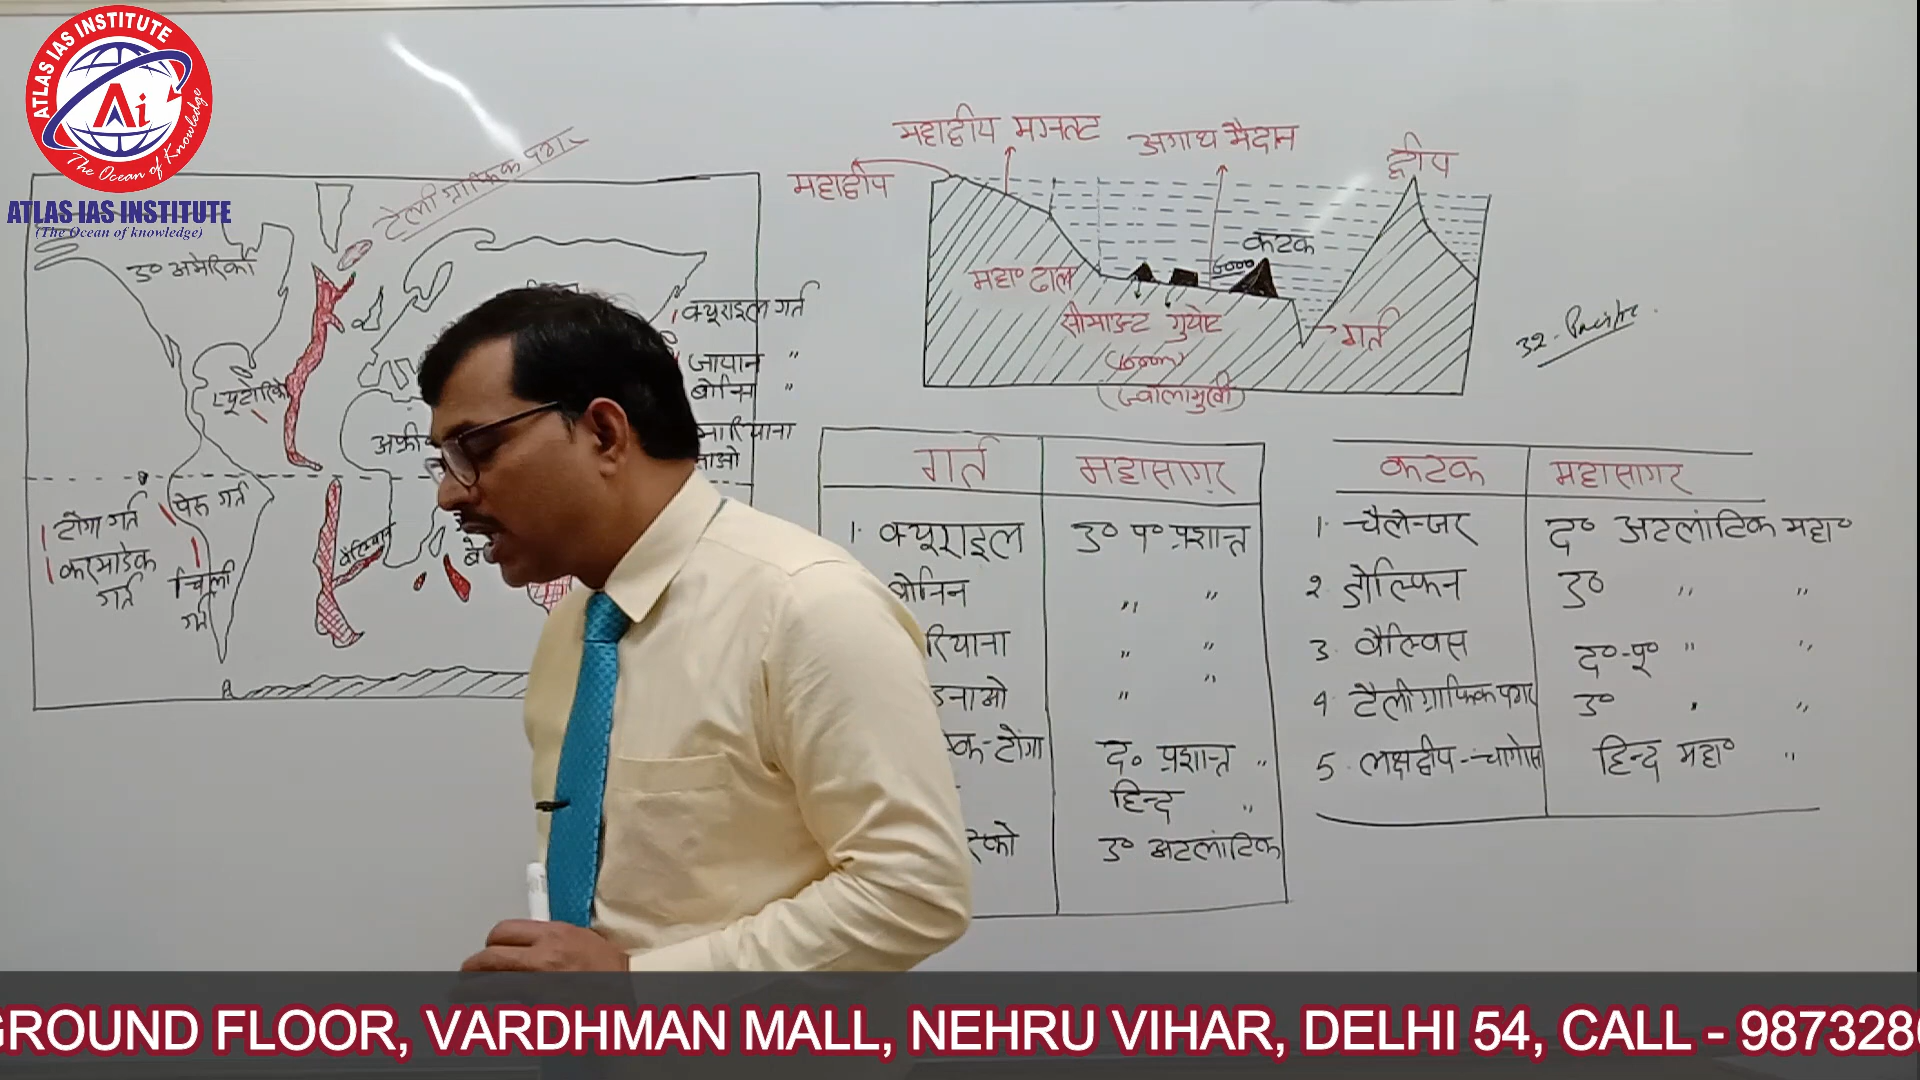 ATLAS IAS INSTITUTE
Ai
The Ocean of Knowledge
ATLAS IAS INSTITUTE
(The Ocean of knowledge)
टेलीग्राफिक पठार
उ० अमेरिका
प्यूर्टोरिको
अफ्री
क्यूराइल गर्त
जापान "
बोनिन "
मारियाना
टोंगा गर्त
करमाडेक
गर्त
पेरू गर्त
चिली
गर्त
वैल्विस
महाद्वीप मग्नतट
अगाध मैदान
द्वीप
महाद्वीप
कटक
महा० ढाल
सीमाउंट गुयोट
गर्त
(ज्वालामुखी)
32-
गर्त महासागर
1. क्यूराइल उ० प० प्रशान्त
बोनिन " "
रियाना " "
डनाओ " "
क-टोंगा द० प्रशान्त "
हिन्द "
रिको उ० अटलांटिक
कटक महासागर
1. चैलेन्जर द० अटलांटिक महा०
2. डोल्फिन उ० " "
3. वैल्विस द०-पू० " "
4. टैलीग्राफिक पठार उ० " "
5. लक्षद्वीप-चागोस हिन्द महा० "
GROUND FLOOR, VARDHMAN MALL, NEHRU VIHAR, DELHI 54, CALL - 987328